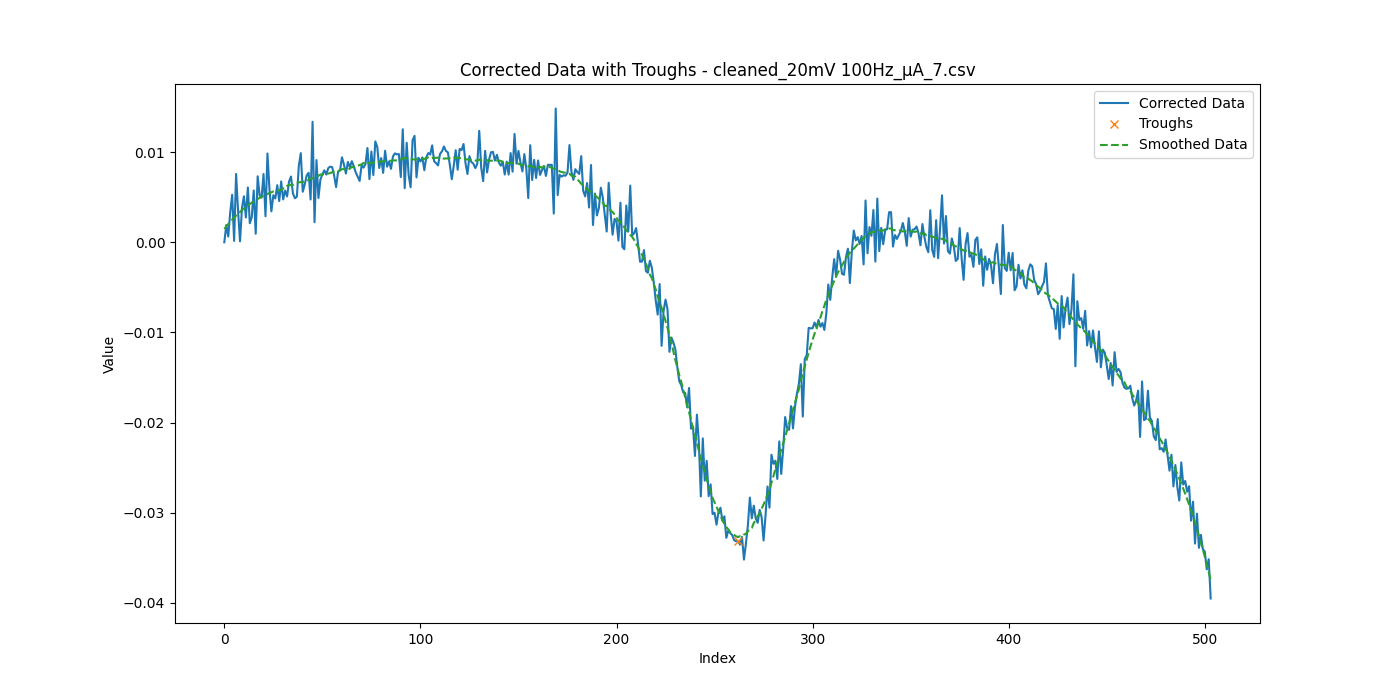 Corrected Data with Troughs - cleaned_20mV 100Hz_µA_7.csv
Corrected Data
Troughs
Smoothed Data
Value
0.01
0.00
−0.01
−0.02
−0.03
−0.04
0 100 200 300 400 500
Index